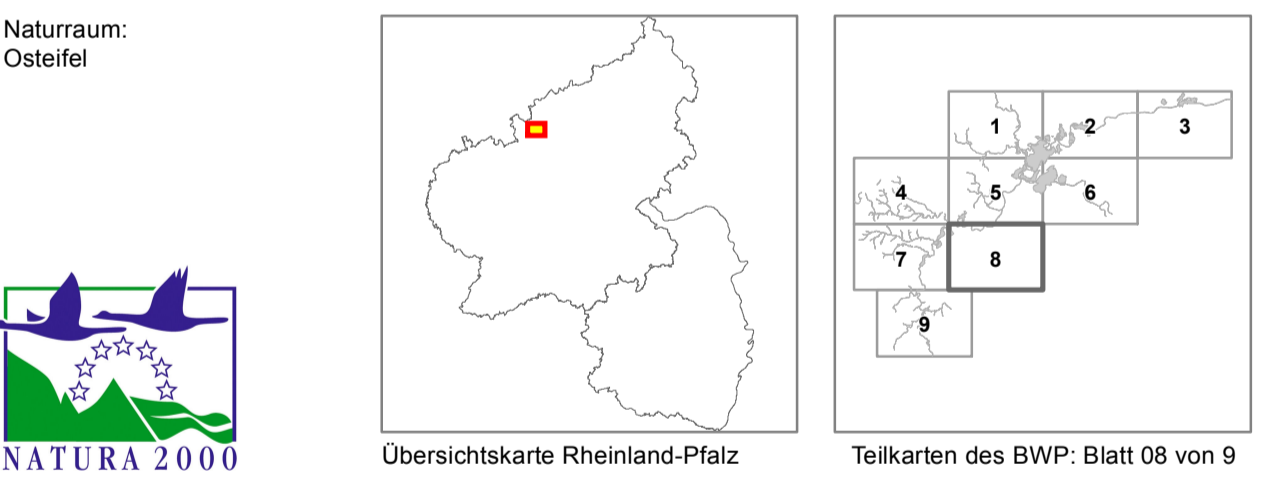 Naturraum:
Osteifel
NATURA 2000
Übersichtskarte Rheinland-Pfalz
1
2
3
4
5
6
7
8
9
Teilkarten des BWP: Blatt 08 von 9